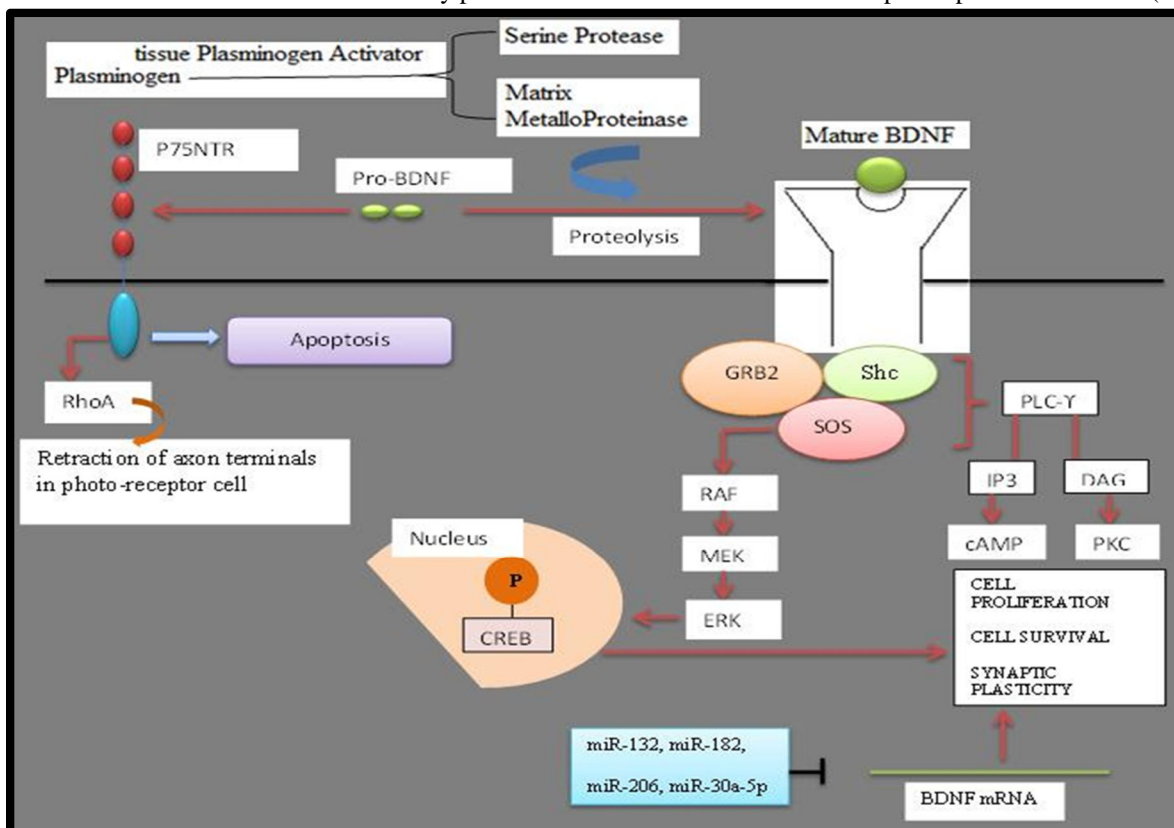 tissue Plasminogen Activator
Plasminogen
Serine Protease
Matrix
MetalloProteinase
P75NTR
Pro-BDNF
Mature BDNF
Proteolysis
Apoptosis
RhoA
Retraction of axon terminals
in photo-receptor cell
GRB2
Shc
SOS
PLC-Y
IP3
DAG
RAF
cAMP
PKC
Nucleus
MEK
P
CREB
ERK
CELL
PROLIFERATION
CELL SURVIVAL
SYNAPTIC
PLASTICITY
miR-132, miR-182,
miR-206, miR-30a-5p
BDNF mRNA